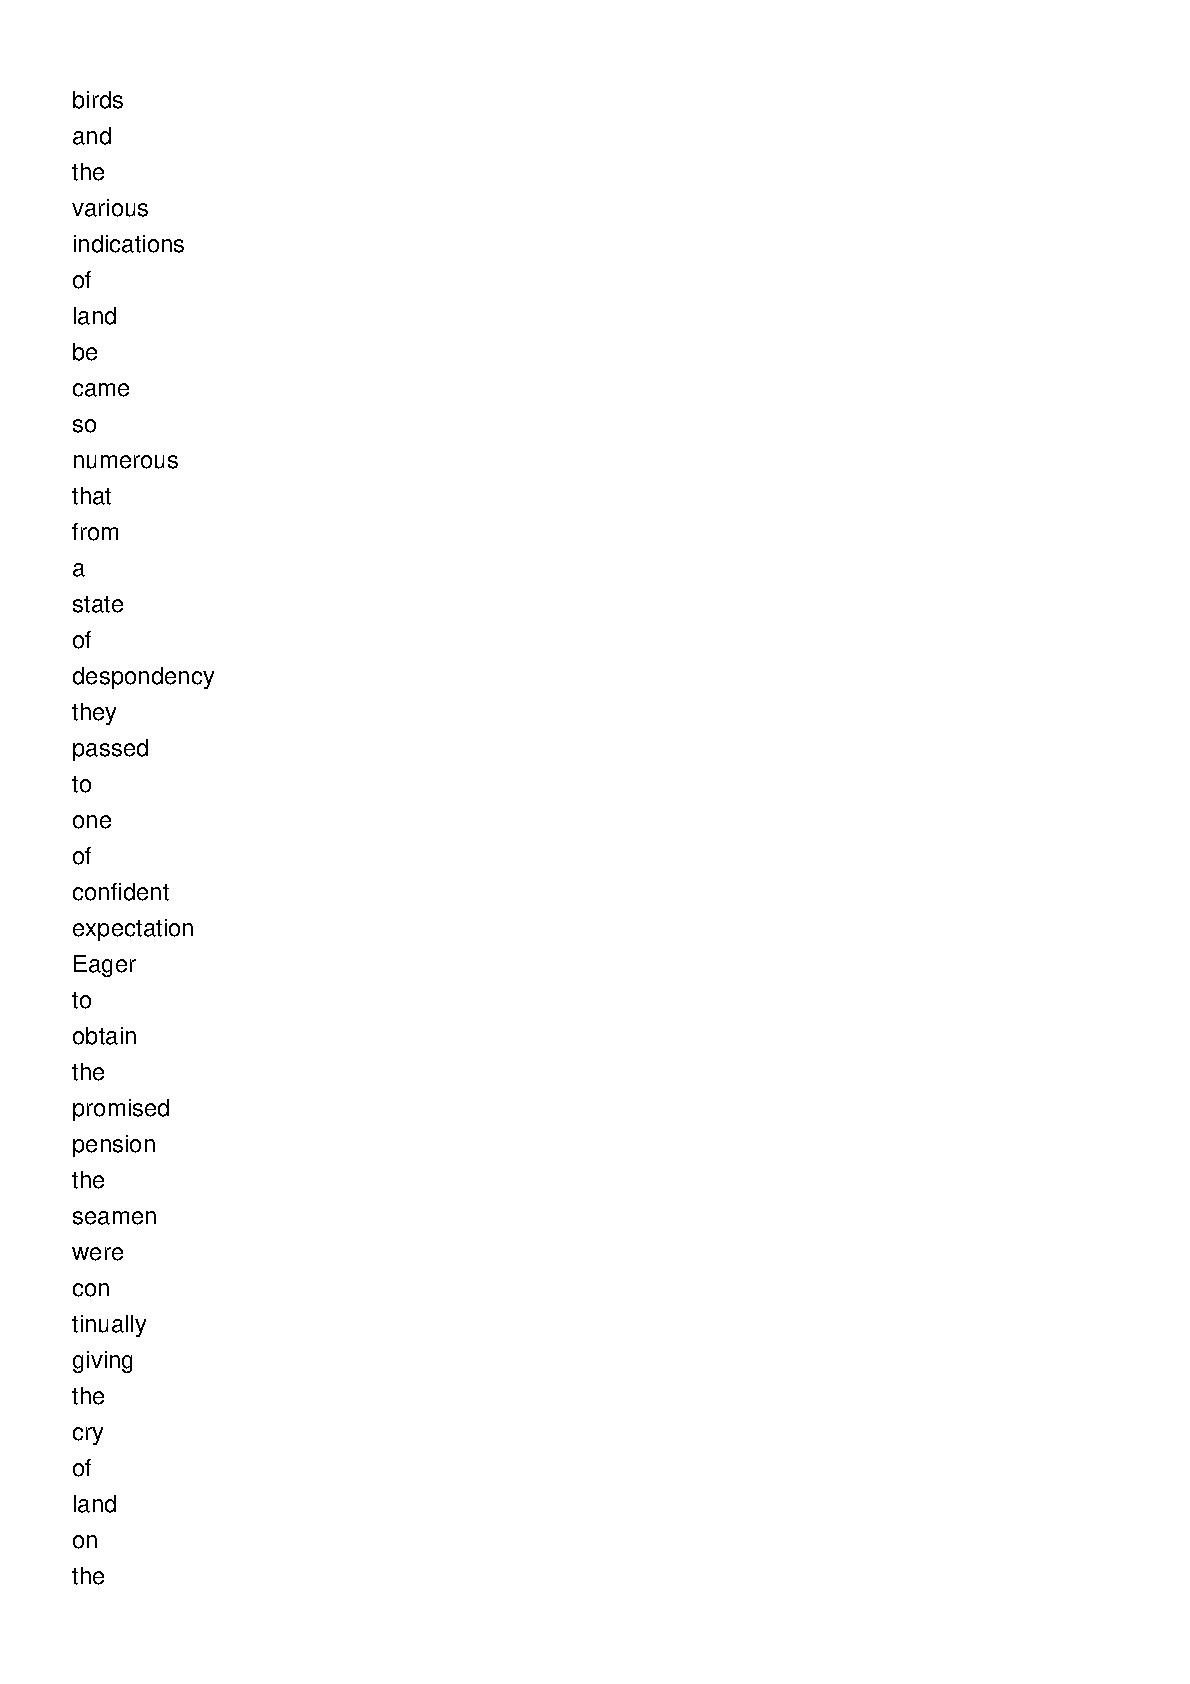 birds
and
the
various
indications
of
land
be
came
so
numerous
that
from
a
state
of
despondency
they
passed
to
one
of
confident
expectation
Eager
to
obtain
the
promised
pension
the
seamen
were
con
tinually
giving
the
cry
of
land
on
the